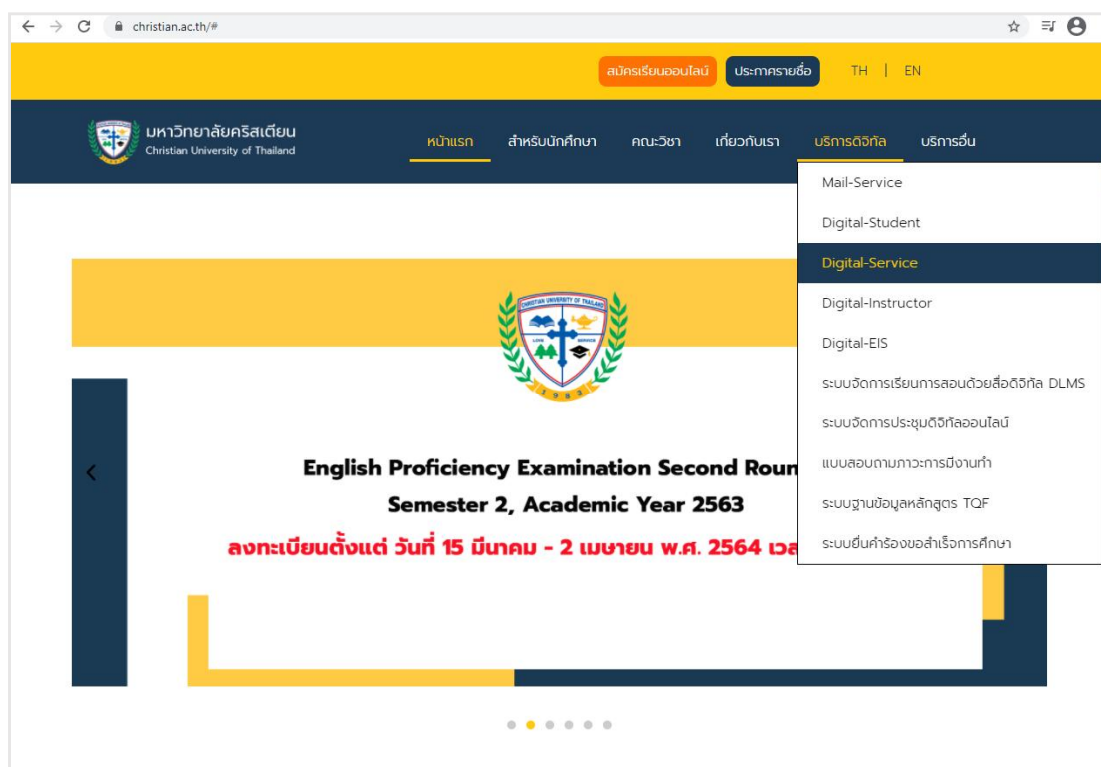 christian.ac.th/#
สมัครเรียนออนไลน์ ประกาศรายชื่อ TH | EN
มหาวิทยาลัยคริสเตียน
Christian University of Thailand
หน้าแรก สำหรับนักศึกษา คณะวิชา เกี่ยวกับเรา บริการดิจิทัล บริการอื่น
Mail-Service
Digital-Student
Digital-Service
Digital-Instructor
Digital-EIS
ระบบจัดการเรียนการสอนด้วยสื่อดิจิทัล DLMS
ระบบจัดการประชุมดิจิทัลออนไลน์
แบบสอบถามภาวะการมีงานทำ
ระบบฐานข้อมูลหลักสูตร TQF
ระบบยื่นคำร้องขอสำเร็จการศึกษา
CHRISTIAN UNIVERSITY OF THAILAND
LOVE SERVICE
1983
English Proficiency Examination Second Roun
Semester 2, Academic Year 2563
ลงทะเบียนตั้งแต่ วันที่ 15 มีนาคม - 2 เมษายน พ.ศ. 2564 เวล